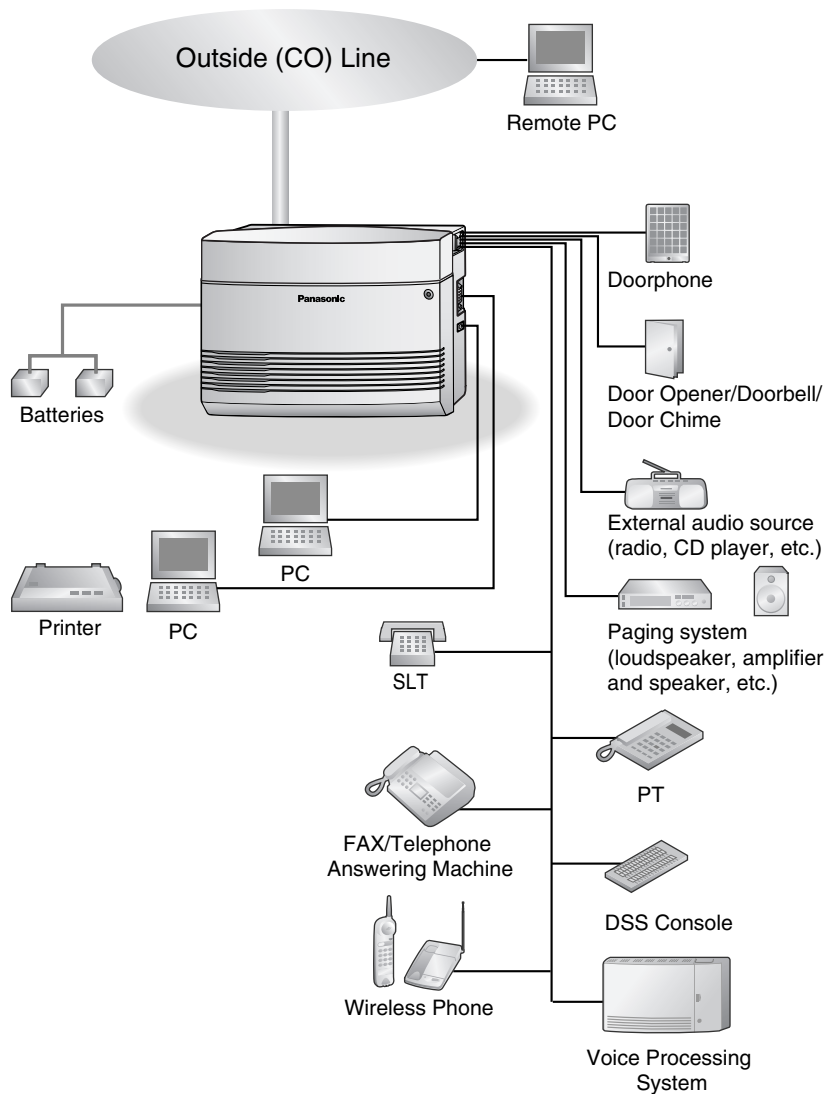 Outside (CO) Line
Remote PC
Panasonic
Doorphone
Batteries
Door Opener/Doorbell/
Door Chime
External audio source
(radio, CD player, etc.)
PC
Printer
PC
Paging system
(loudspeaker, amplifier
and speaker, etc.)
SLT
PT
FAX/Telephone
Answering Machine
DSS Console
Wireless Phone
Voice Processing
System